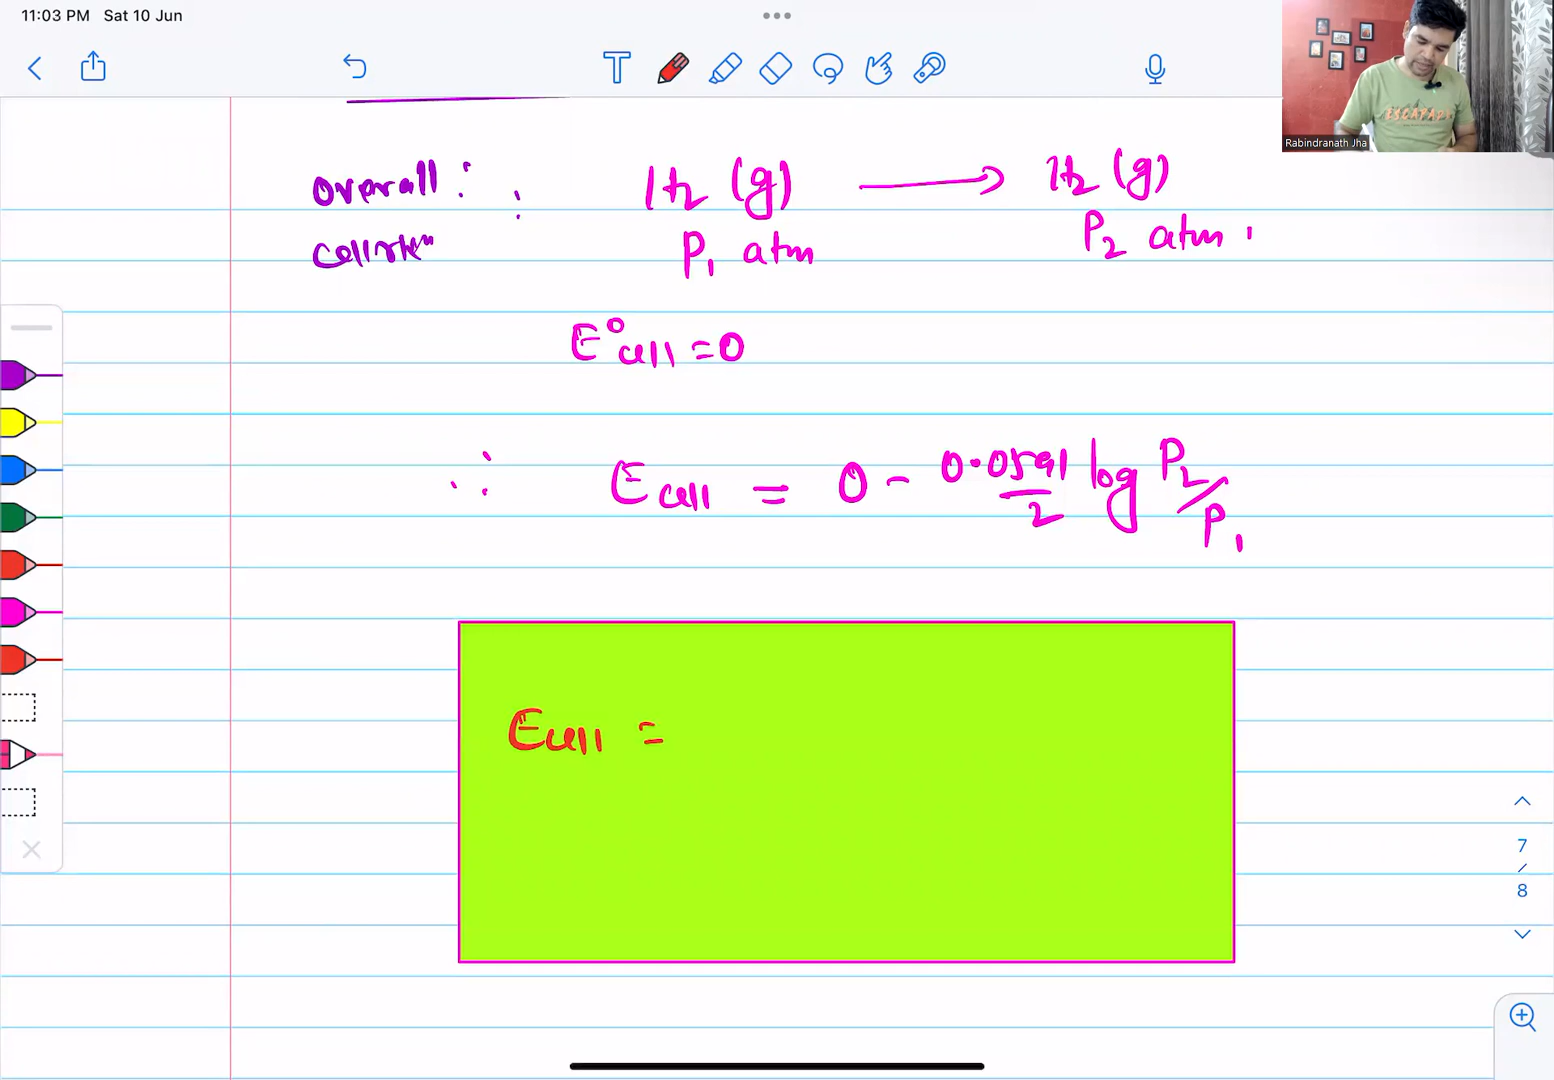 11:03 PM Sat 10 Jun
T
ESCAPADE
Rabindranath Jha
Overall : : H₂ (g) ⟶ H₂ (g)
P₁ atm P₂ atm
E°cell = 0
∴ Ecell = 0 - 0.0591/2 log P₂/P₁
Ecell =
7
/
8